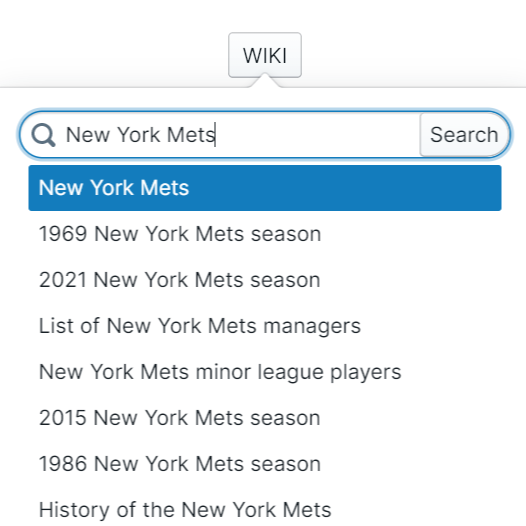 WIKI
New York Mets
Search
New York Mets
1969 New York Mets season
2021 New York Mets season
List of New York Mets managers
New York Mets minor league players
2015 New York Mets season
1986 New York Mets season
History of the New York Mets